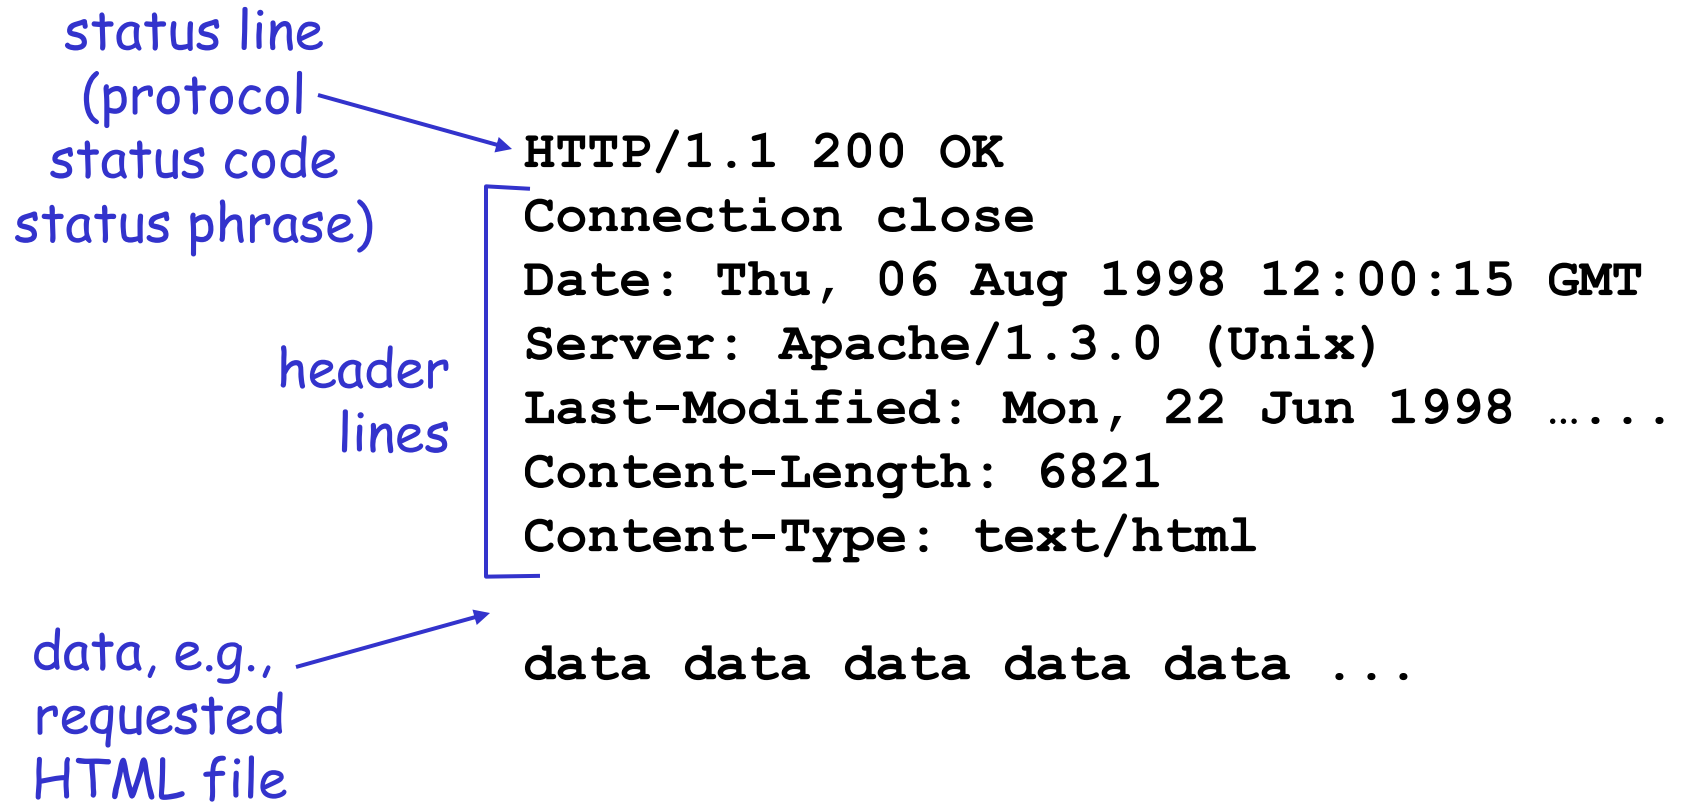 status line
(protocol
status code
status phrase)
HTTP/1.1 200 OK
Connection close
Date: Thu, 06 Aug 1998 12:00:15 GMT
Server: Apache/1.3.0 (Unix)
Last-Modified: Mon, 22 Jun 1998 …...
Content-Length: 6821
Content-Type: text/html
header
lines
data, e.g.,
requested
HTML file
data data data data data ...